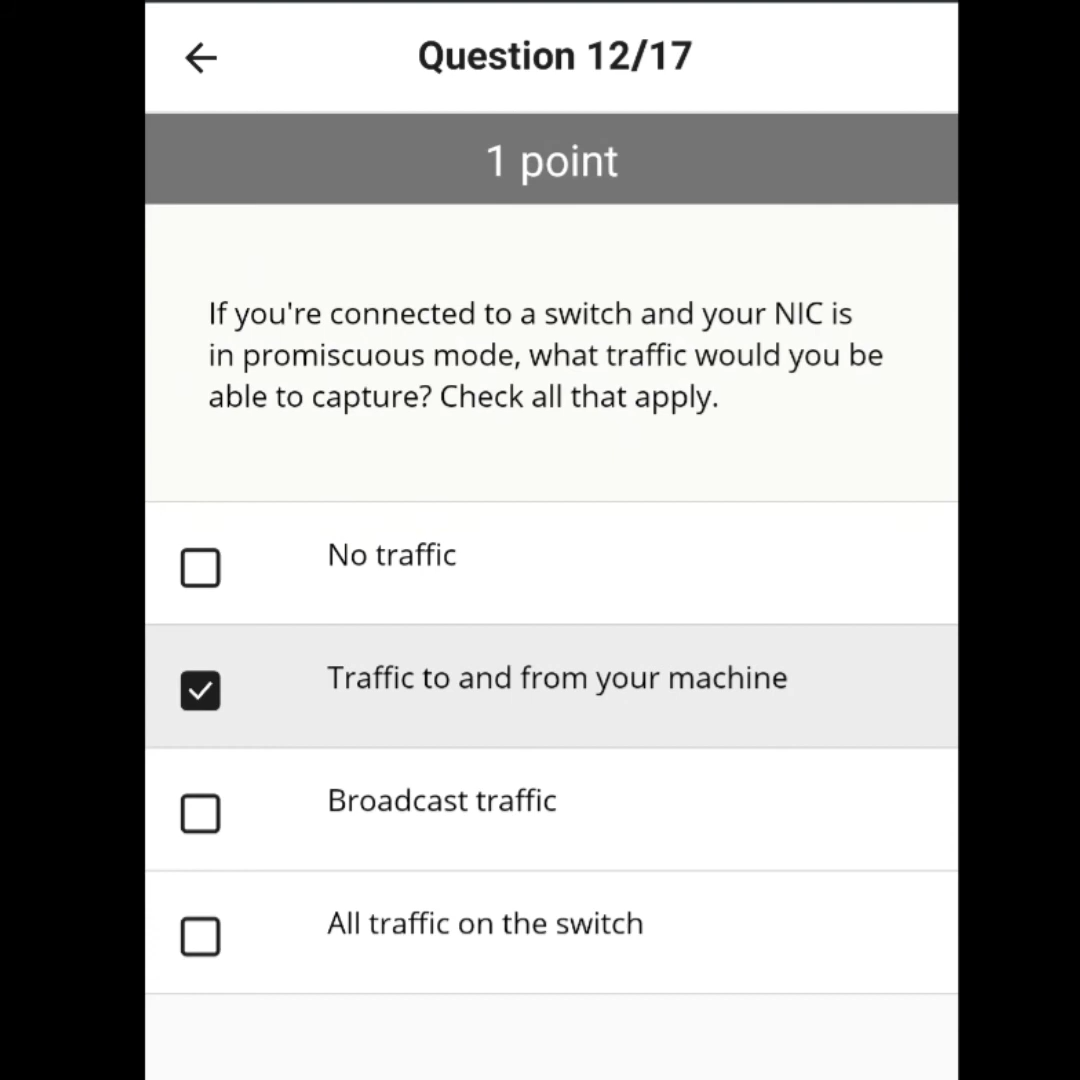 Question 12/17
1 point
If you're connected to a switch and your NIC is
in promiscuous mode, what traffic would you be
able to capture? Check all that apply.
No traffic
Traffic to and from your machine
Broadcast traffic
All traffic on the switch